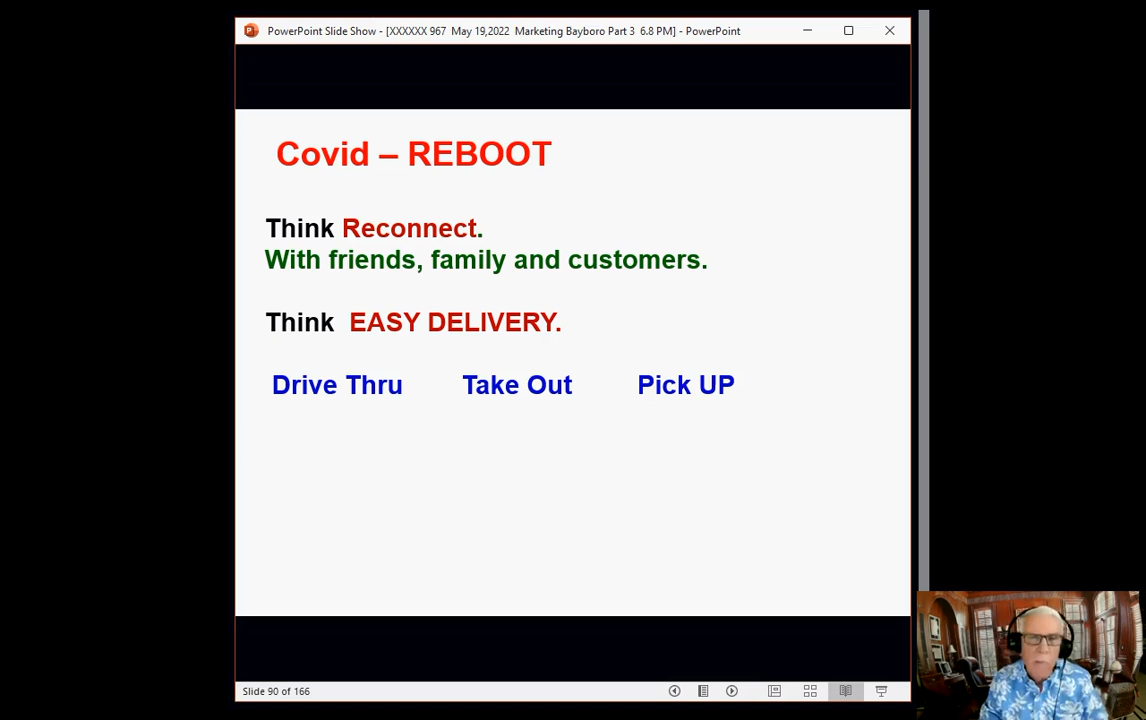 PowerPoint Slide Show - [XXXXXX 967 May 19,2022 Marketing Bayboro Part 3 6.8 PM] - PowerPoint
Covid – REBOOT
Think Reconnect.
With friends, family and customers.
Think EASY DELIVERY.
Drive Thru Take Out Pick UP
Slide 90 of 166